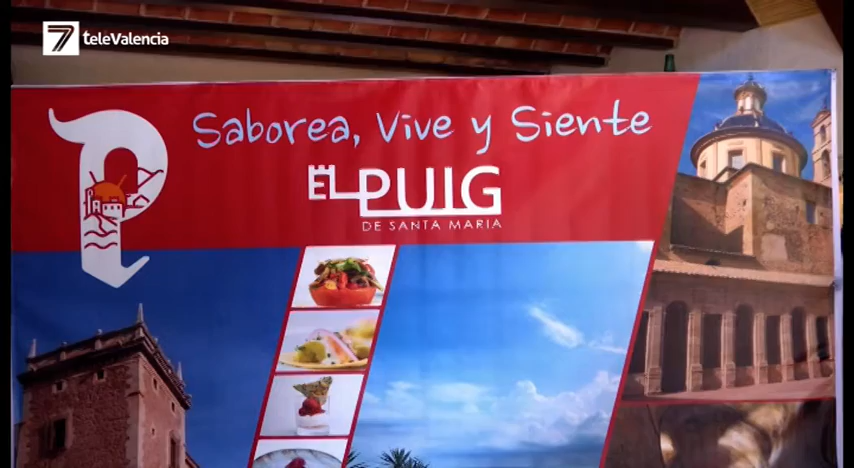 7 teleValencia
Saborea, Vive y Siente
EL PUIG
DE SANTA MARIA